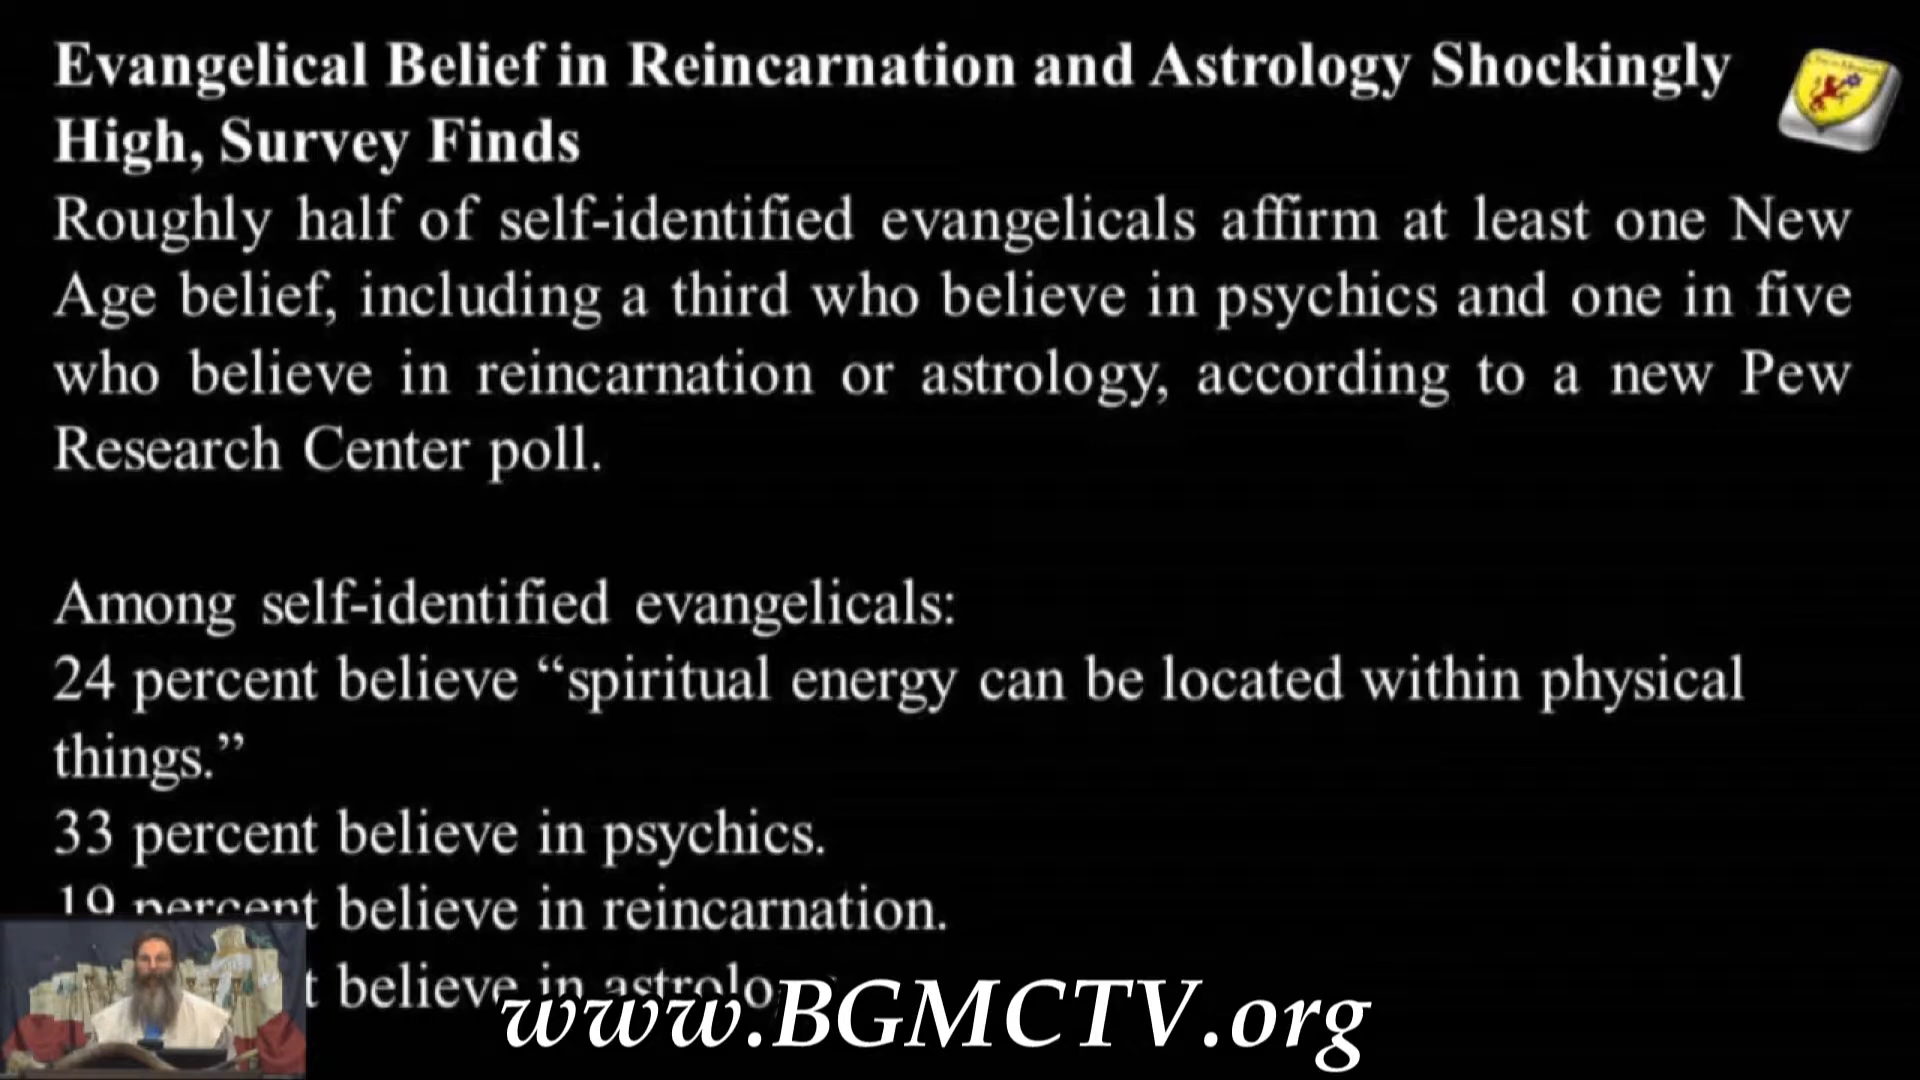 Evangelical Belief in Reincarnation and Astrology Shockingly
High, Survey Finds
Roughly half of self-identified evangelicals affirm at least one New
Age belief, including a third who believe in psychics and one in five
who believe in reincarnation or astrology, according to a new Pew
Research Center poll.
Among self-identified evangelicals:
24 percent believe “spiritual energy can be located within physical
things.”
33 percent believe in psychics.
19 percent believe in reincarnation.
believe in
www.BGMCTV.org